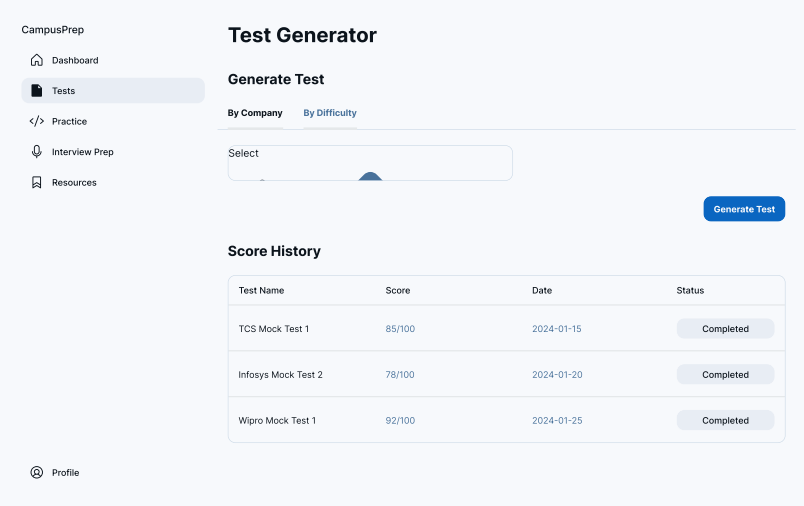 CampusPrep
Dashboard
Tests
Practice
Interview Prep
Resources
Profile
Test Generator
Generate Test
By Company By Difficulty
Select
Generate Test
Score History
Test Name Score Date Status
TCS Mock Test 1 85/100 2024-01-15 Completed
Infosys Mock Test 2 78/100 2024-01-20 Completed
Wipro Mock Test 1 92/100 2024-01-25 Completed